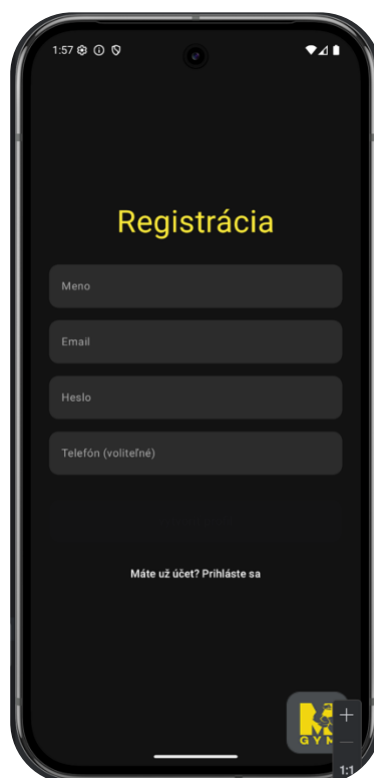 1:57
Registrácia
Meno
Email
Heslo
Telefón (voliteľné)
Máte už účet? Prihláste sa
M
GYM
1:1